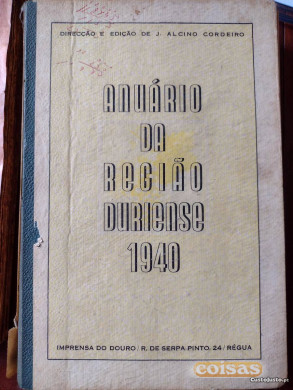 DIRECÇÃO E EDIÇÃO DE J. ALCINO CORDEIRO
ANUÁRIO
DA
REGIÃO
DURIENSE
1940
IMPRENSA DO DOURO / R. DE SERPA PINTO, 24 / RÉGUA
coisas